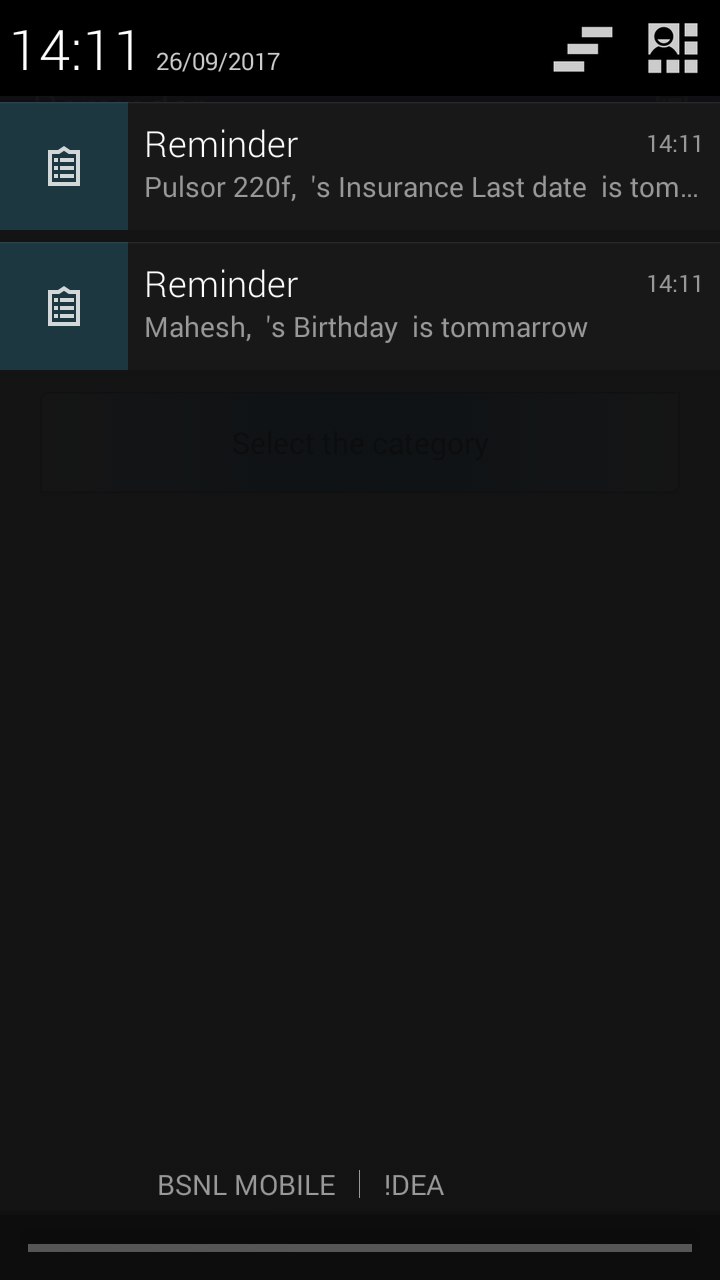 14:11 26/09/2017
Reminder 14:11
Pulsor 220f, 's Insurance Last date is tom...
Reminder 14:11
Mahesh, 's Birthday is tommarrow
Select the category
BSNL MOBILE | !DEA